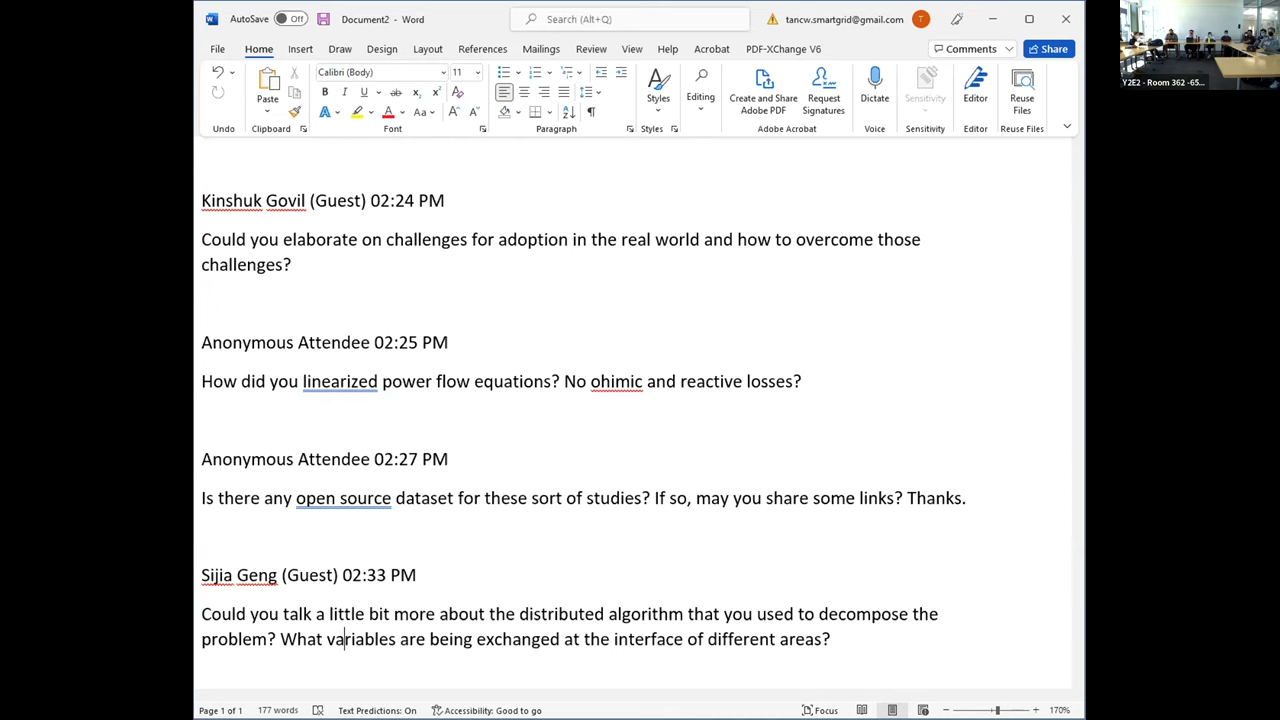 AutoSave Off Document2 - Word Search (Alt+Q) tancw.smartgrid@gmail.com T
File Home Insert Draw Design Layout References Mailings Review View Help Acrobat PDF-XChange V6 Comments Share
Calibri (Body) 11
Paste Styles Editing Create and Share Adobe PDF Request Signatures Dictate Sensitivity Editor Reuse Files
Undo Clipboard Font Paragraph Styles Adobe Acrobat Voice Sensitivity Editor Reuse Files
Y2E2 - Room 362 -65...
Kinshuk Govil (Guest) 02:24 PM
Could you elaborate on challenges for adoption in the real world and how to overcome those
challenges?
Anonymous Attendee 02:25 PM
How did you linearized power flow equations? No ohimic and reactive losses?
Anonymous Attendee 02:27 PM
Is there any open source dataset for these sort of studies? If so, may you share some links? Thanks.
Sijia Geng (Guest) 02:33 PM
Could you talk a little bit more about the distributed algorithm that you used to decompose the
problem? What variables are being exchanged at the interface of different areas?
Page 1 of 1 177 words Text Predictions: On Accessibility: Good to go Focus 170%